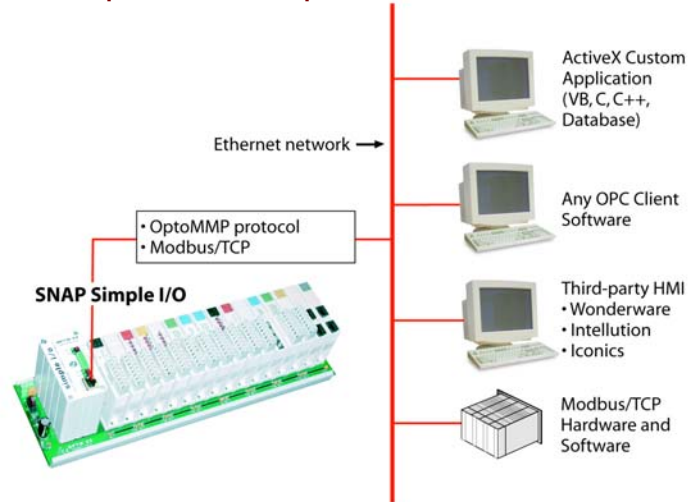 ActiveX Custom
Application
(VB, C, C++,
Database)
Ethernet network
Any OPC Client
Software
• OptoMMP protocol
• Modbus/TCP
SNAP Simple I/O
Third-party HMI
• Wonderware
• Intellution
• Iconics
simple i/o
Modbus/TCP
Hardware and
Software